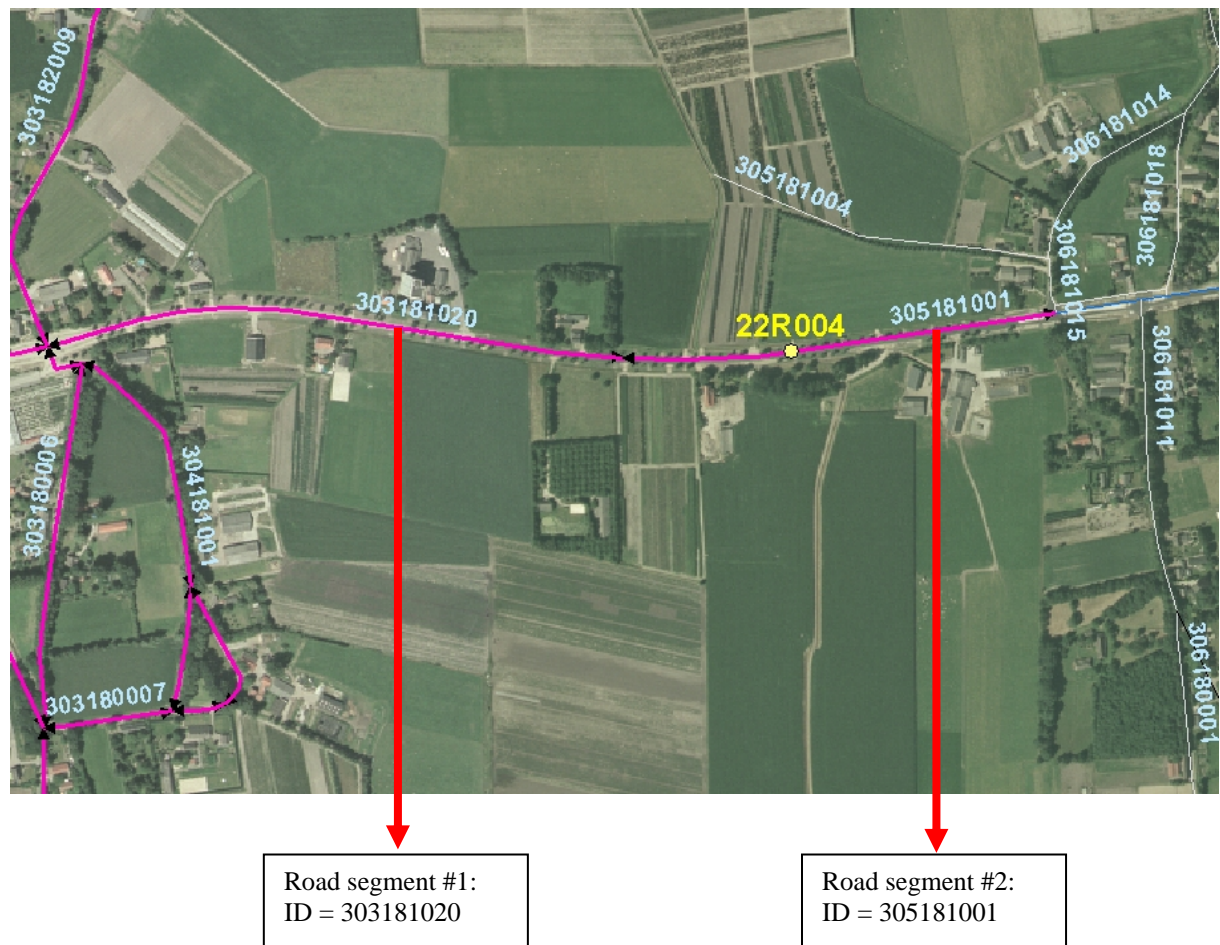 303182009
306181014
306181018
305181004
306181015
303181020
305181001
22R004
306181011
303180006
304181001
303180007
306180001
Road segment #1:
ID = 303181020
Road segment #2:
ID = 305181001